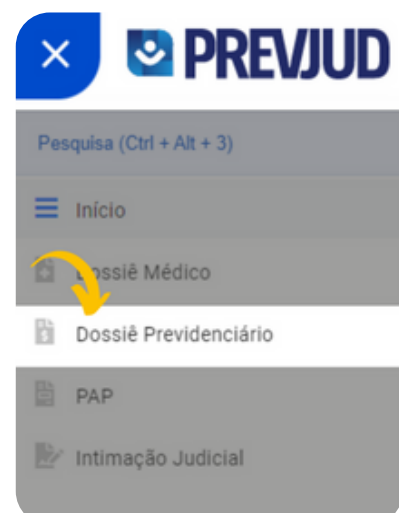 PREVJUD
Pesquisa (Ctrl + Alt + 3)
Início
Dossiê Médico
Dossiê Previdenciário
PAP
Intimação Judicial